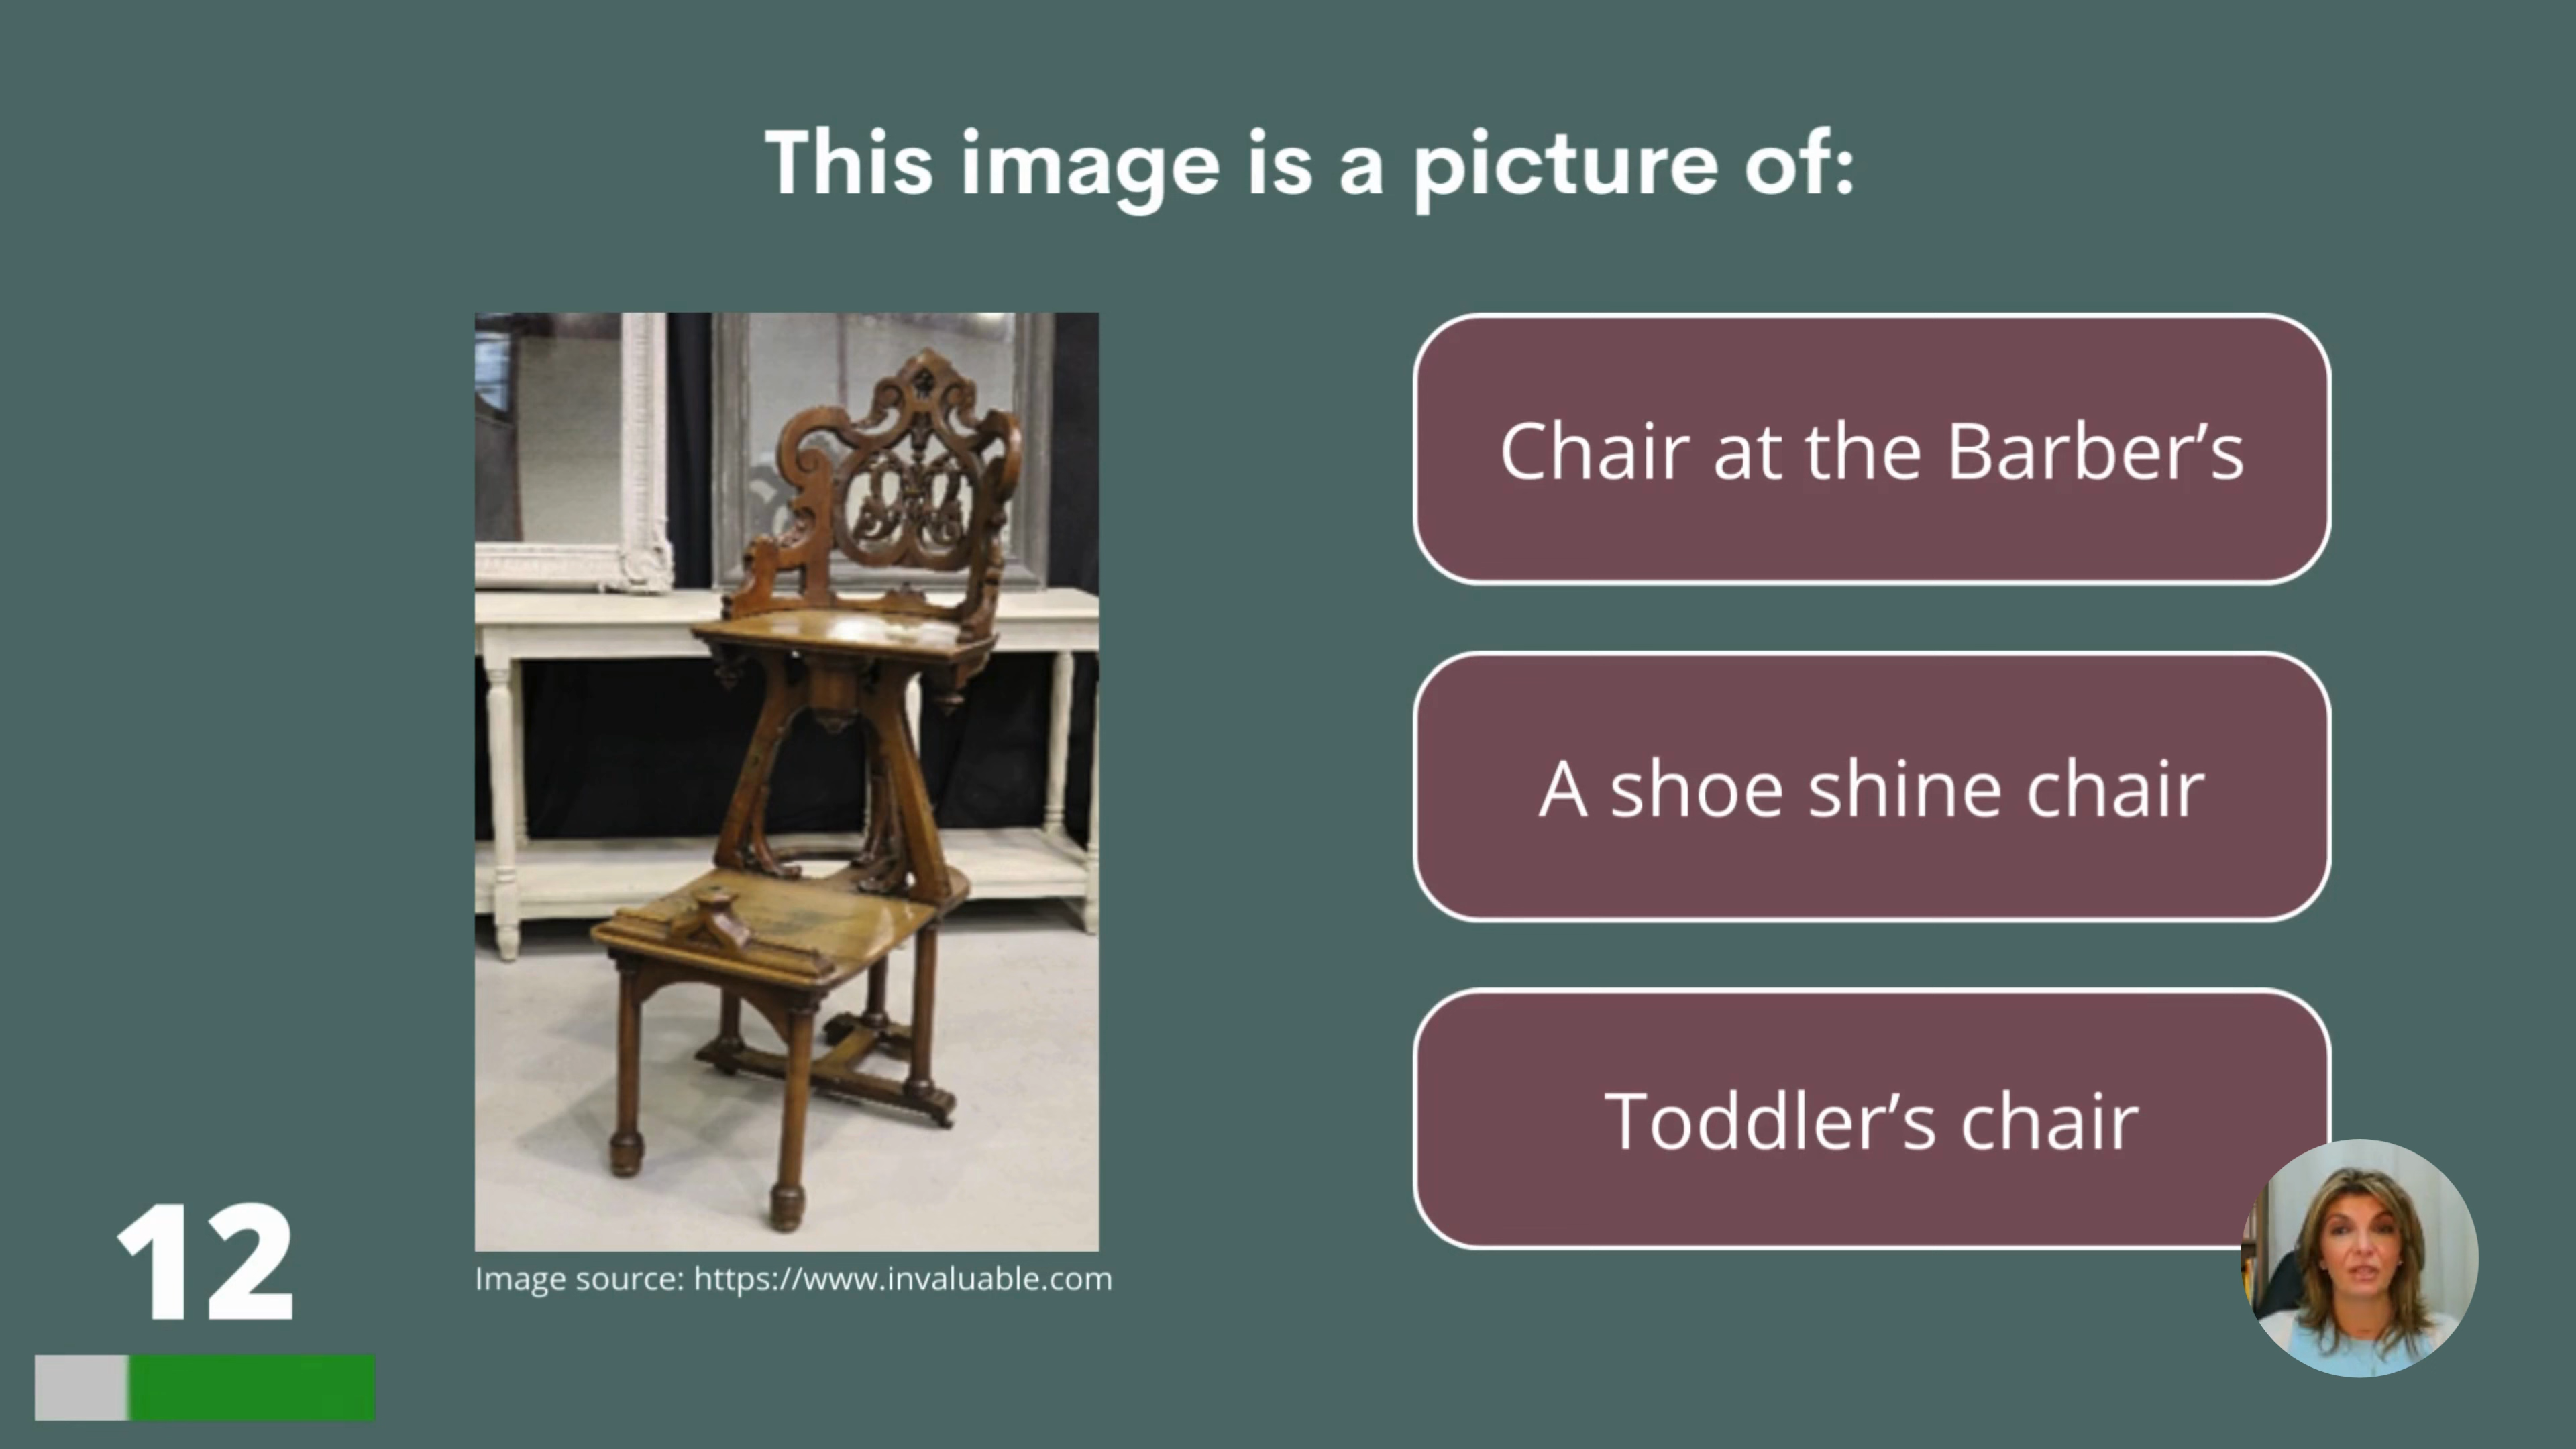 This image is a picture of:
Chair at the Barber’s
A shoe shine chair
Toddler’s chair
12
Image source: https://www.invaluable.com